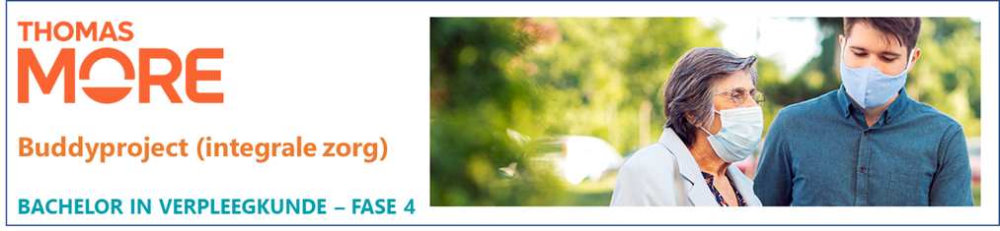 THOMAS
MORE
Buddyproject (integrale zorg)
BACHELOR IN VERPLEEGKUNDE – FASE 4